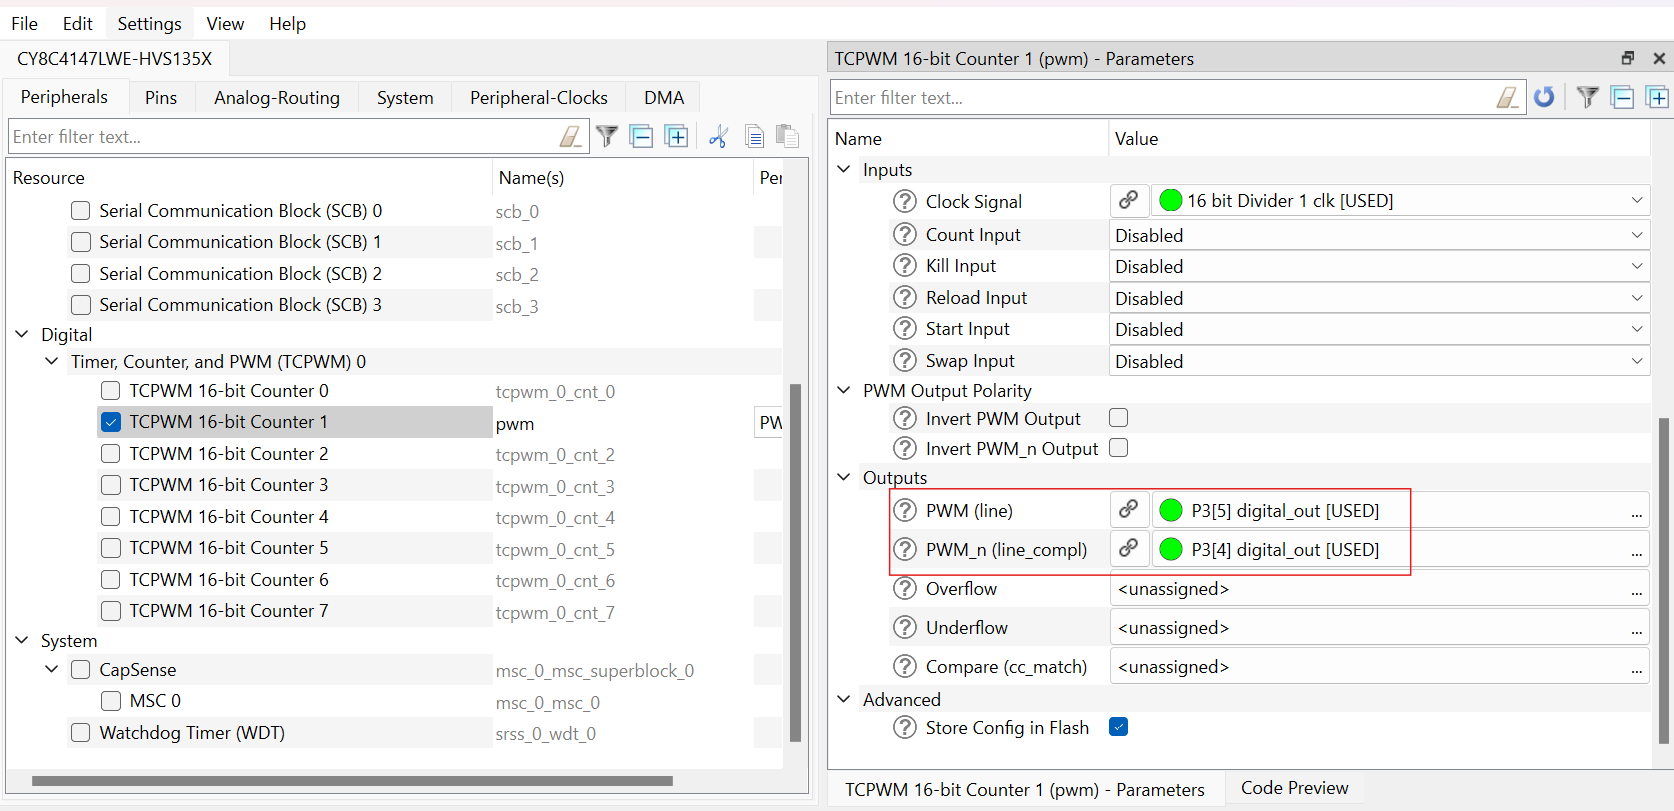 File Edit Settings View Help
CY8C4147LWE-HVS135X
Peripherals Pins Analog-Routing System Peripheral-Clocks DMA
Enter filter text...
Resource Name(s) Per
Serial Communication Block (SCB) 0 scb_0
Serial Communication Block (SCB) 1 scb_1
Serial Communication Block (SCB) 2 scb_2
Serial Communication Block (SCB) 3 scb_3
Digital
Timer, Counter, and PWM (TCPWM) 0
TCPWM 16-bit Counter 0 tcpwm_0_cnt_0
TCPWM 16-bit Counter 1 pwm PW
TCPWM 16-bit Counter 2 tcpwm_0_cnt_2
TCPWM 16-bit Counter 3 tcpwm_0_cnt_3
TCPWM 16-bit Counter 4 tcpwm_0_cnt_4
TCPWM 16-bit Counter 5 tcpwm_0_cnt_5
TCPWM 16-bit Counter 6 tcpwm_0_cnt_6
TCPWM 16-bit Counter 7 tcpwm_0_cnt_7
System
CapSense msc_0_msc_superblock_0
MSC 0 msc_0_msc_0
Watchdog Timer (WDT) srss_0_wdt_0
TCPWM 16-bit Counter 1 (pwm) - Parameters
Enter filter text...
Name Value
Inputs
Clock Signal 16 bit Divider 1 clk [USED]
Count Input Disabled
Kill Input Disabled
Reload Input Disabled
Start Input Disabled
Swap Input Disabled
PWM Output Polarity
Invert PWM Output
Invert PWM_n Output
Outputs
PWM (line) P3[5] digital_out [USED] ...
PWM_n (line_compl) P3[4] digital_out [USED] ...
Overflow <unassigned> ...
Underflow <unassigned> ...
Compare (cc_match) <unassigned> ...
Advanced
Store Config in Flash
TCPWM 16-bit Counter 1 (pwm) - Parameters Code Preview